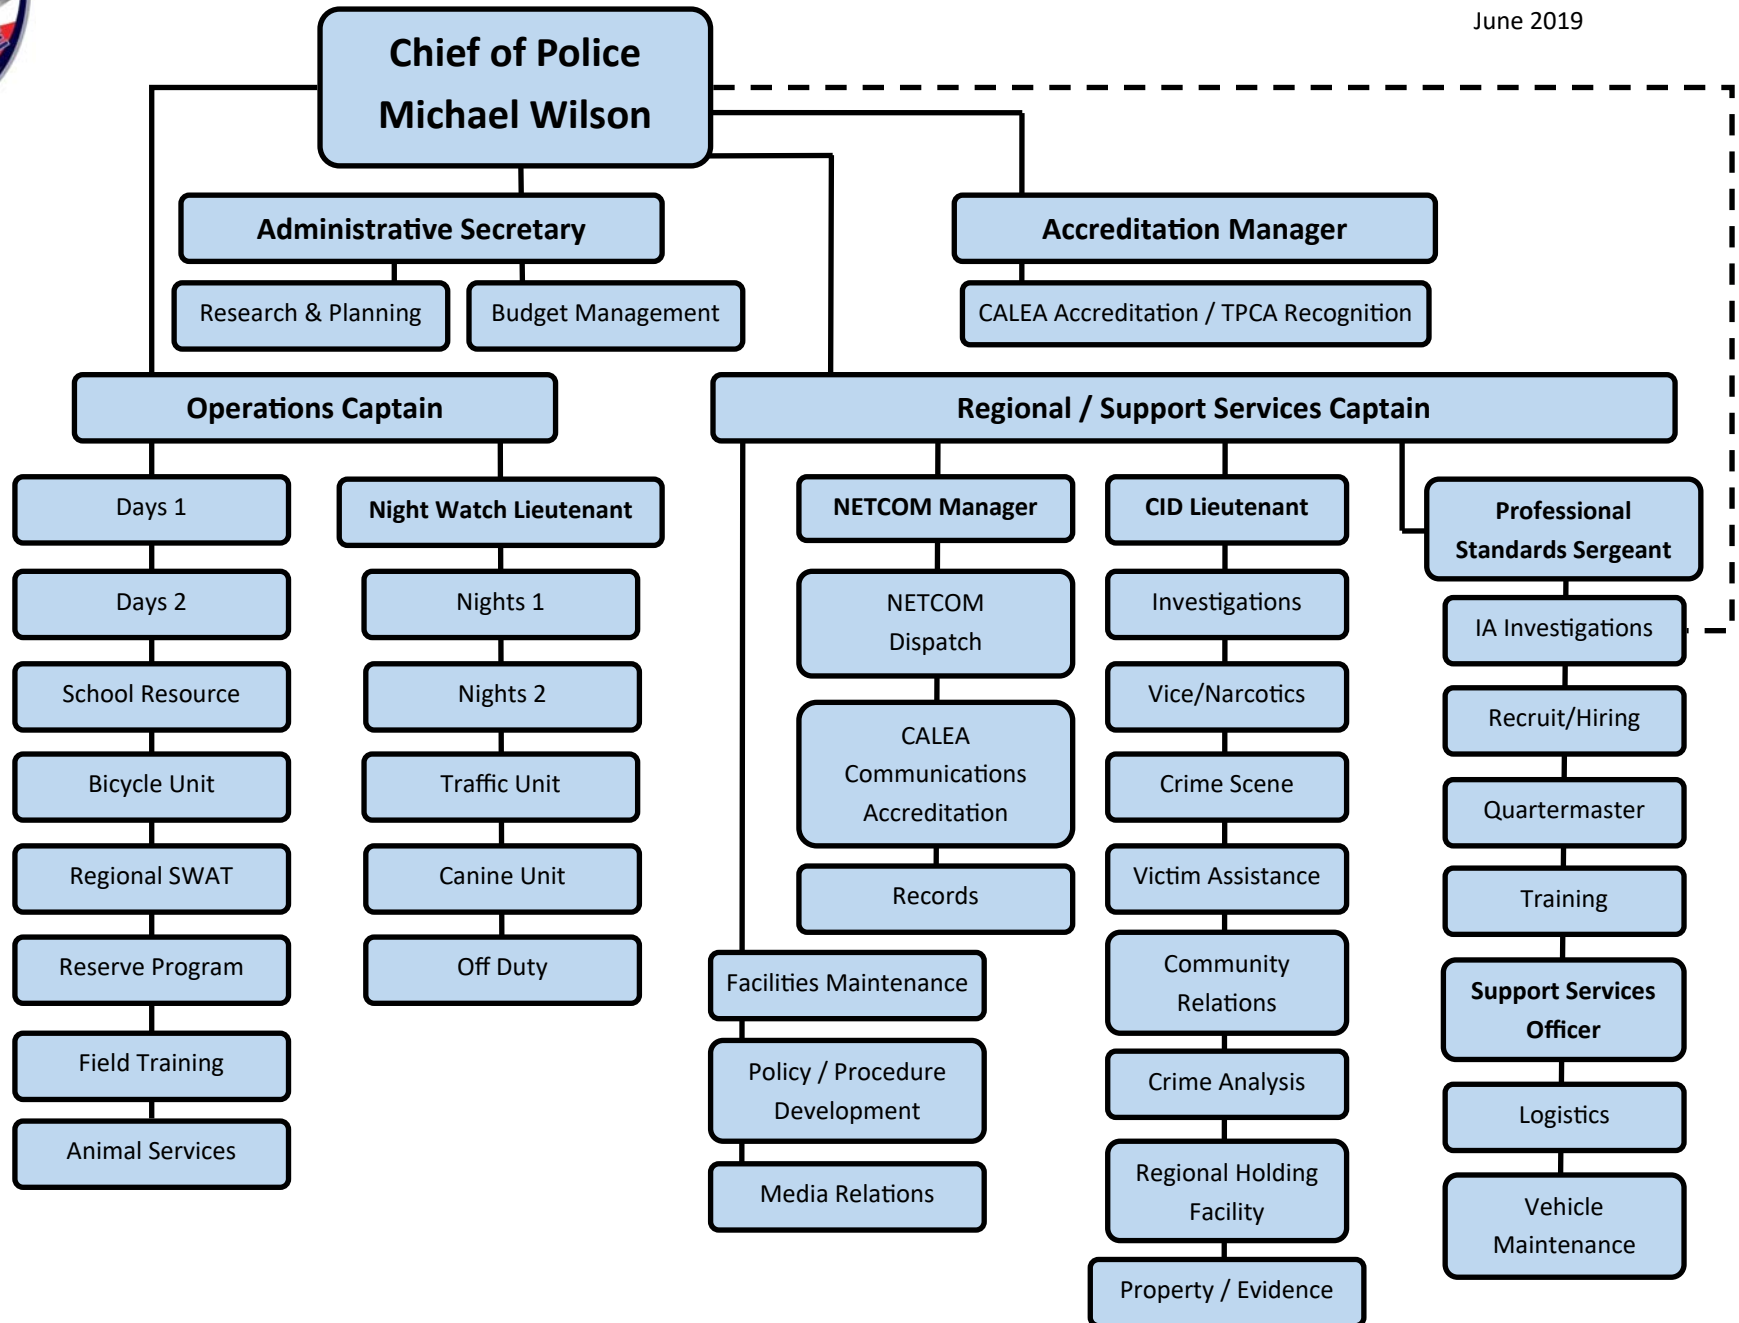 June 2019
Chief of Police
Michael Wilson
Administrative Secretary
Accreditation Manager
Research & Planning
Budget Management
CALEA Accreditation / TPCA Recognition
Operations Captain
Regional / Support Services Captain
Days 1
Days 2
School Resource
Bicycle Unit
Regional SWAT
Reserve Program
Field Training
Animal Services
Night Watch Lieutenant
Nights 1
Nights 2
Traffic Unit
Canine Unit
Off Duty
Facilities Maintenance
Policy / Procedure
Development
Media Relations
NETCOM Manager
NETCOM
Dispatch
CALEA
Communications
Accreditation
Records
CID Lieutenant
Investigations
Vice/Narcotics
Crime Scene
Victim Assistance
Community
Relations
Crime Analysis
Regional Holding
Facility
Property / Evidence
Professional
Standards Sergeant
IA Investigations
Recruit/Hiring
Quartermaster
Training
Support Services
Officer
Logistics
Vehicle
Maintenance